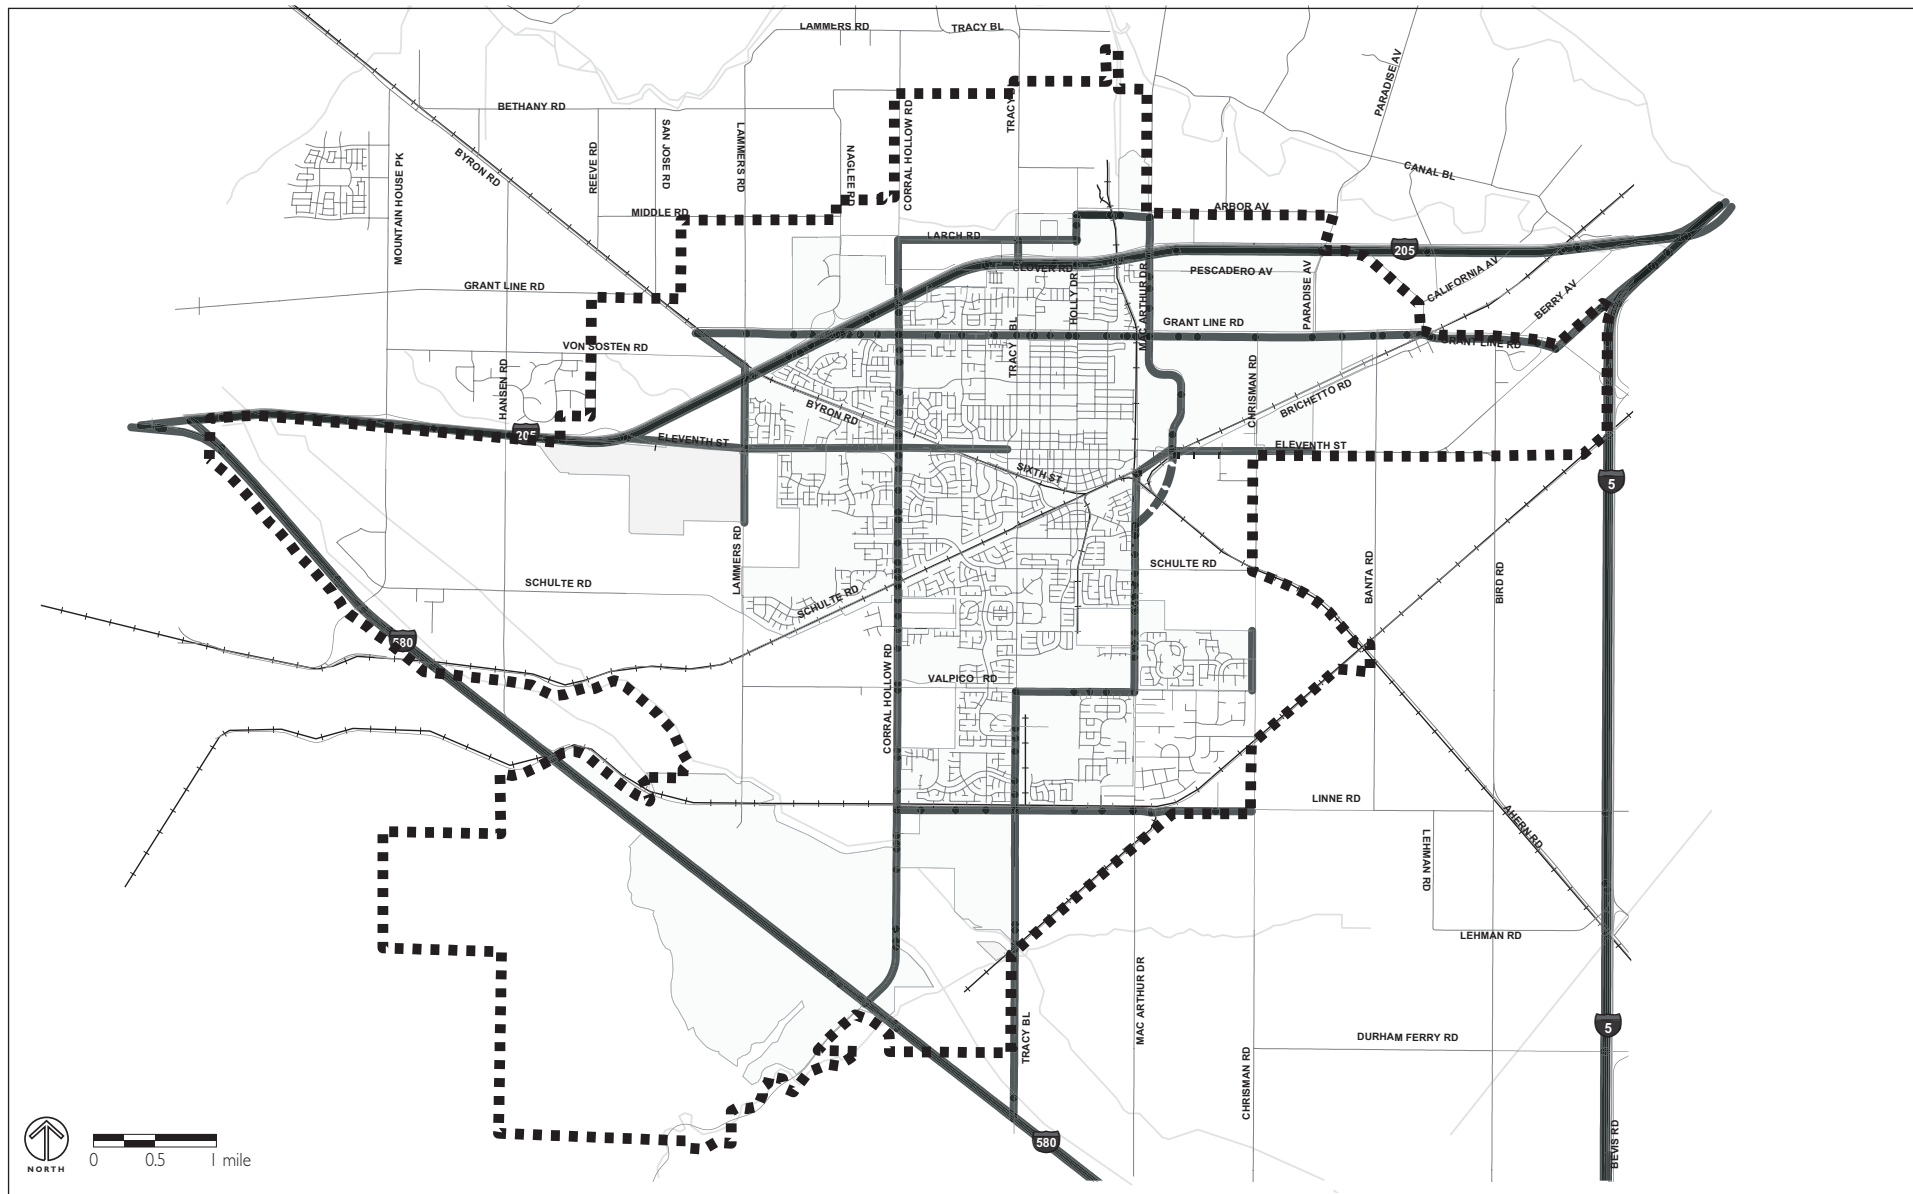 LAMMERS RD
TRACY BL
PARADISE AV
BETHANY RD
TRACY
CORRAL HOLLOW RD
SAN JOSE RD
LAMMERS RD
NAGLEE RD
REEVE RD
BYRON RD
MOUNTAIN HOUSE PK
CANAL BL
MIDDLE RD
ARBOR AV
LARCH RD
205
CLOVER RD
PESCADERO AV
HOLLY DR
MAC ARTHUR DR
PARADISE AV
CALIFORNIA AV
BERRY AV
GRANT LINE RD
GRANT LINE RD
GRANT LINE RD
VON SOSTEN RD
TRACY BL
HANSEN RD
CHRISMAN RD
BRICHETTO RD
BYRON RD
205
ELEVENTH ST
ELEVENTH ST
SIXTH ST
5
LAMMERS RD
SCHULTE RD
SCHULTE RD
SCHULTE RD
BANTA RD
BIRD RD
580
VALPICO RD
CORRAL HOLLOW RD
LINNE RD
AHERN RD
LEHMAN RD
LEHMAN RD
MAC ARTHUR DR
TRACY BL
CHRISMAN RD
DURHAM FERRY RD
5
580
BEVIS RD
NORTH
0 0.5 1 mile